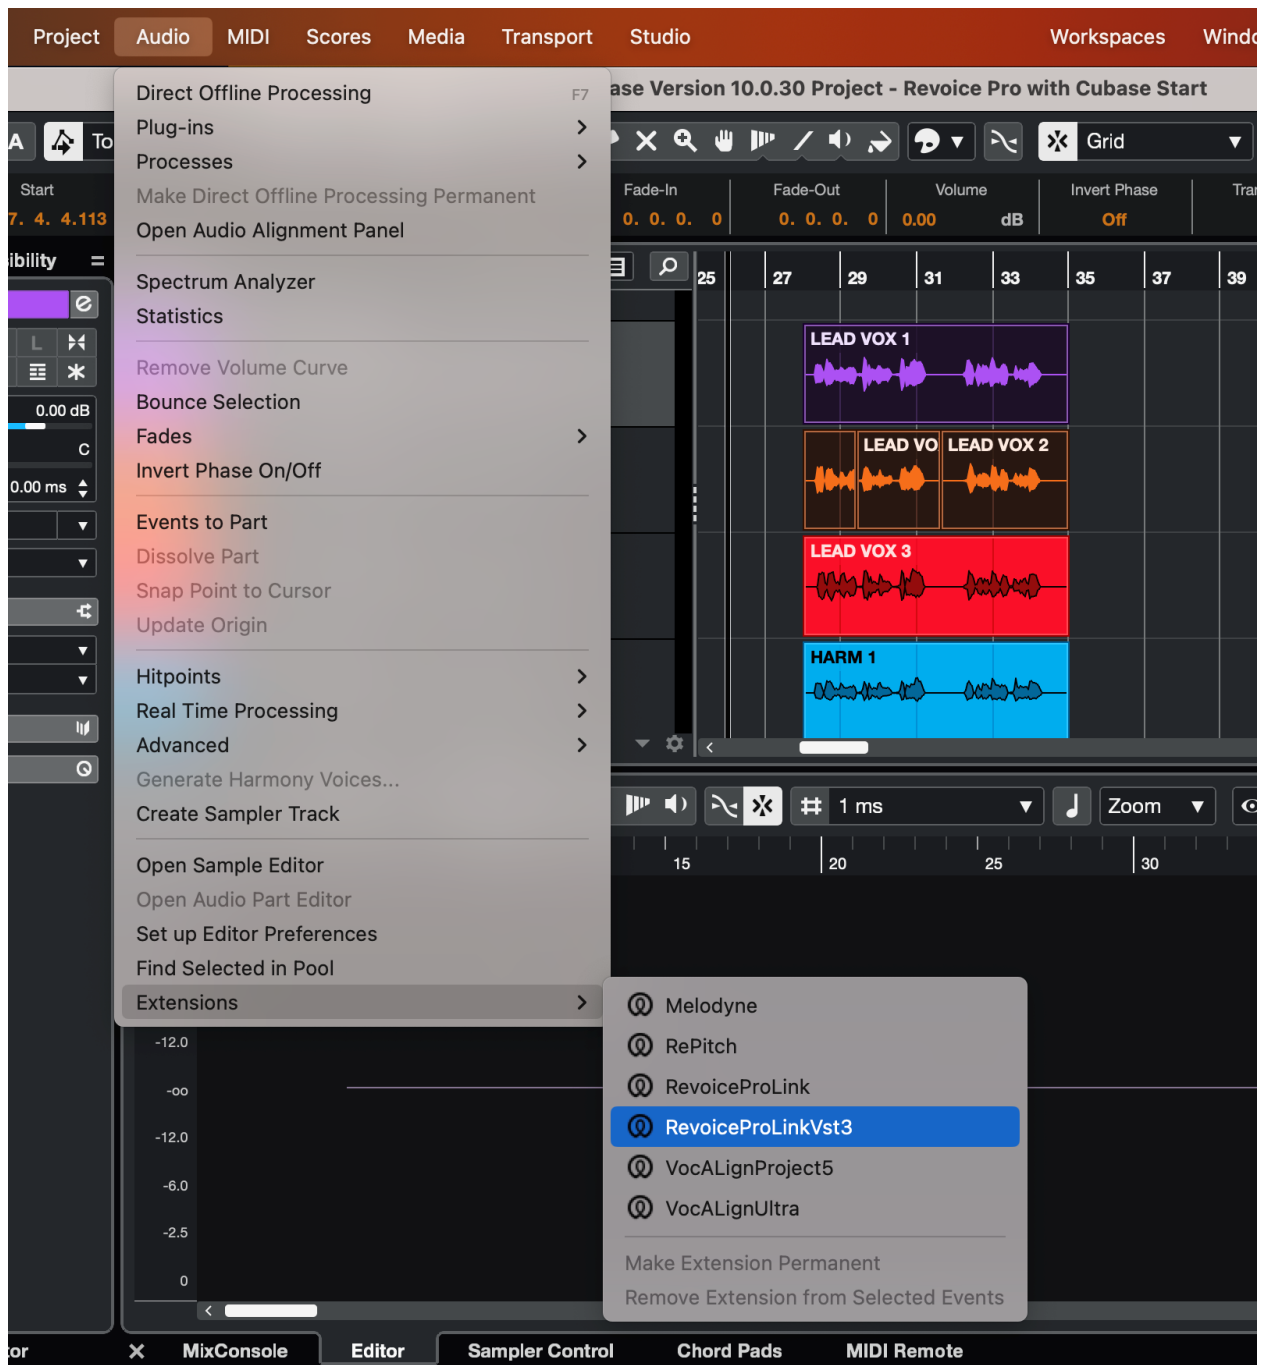 Project Audio MIDI Scores Media Transport Studio Workspaces Windo
ase Version 10.0.30 Project - Revoice Pro with Cubase Start
A To Grid
Start Fade-In Fade-Out Volume Invert Phase Tra
7. 4. 4.113 0. 0. 0. 0 0. 0. 0. 0 0.00 dB Off
ibility
25 27 29 31 33 35 37 39
L
0.00 dB
C
0.00 ms
Direct Offline Processing F7
Plug-ins
Processes
Make Direct Offline Processing Permanent
Open Audio Alignment Panel
Spectrum Analyzer
Statistics
Remove Volume Curve
Bounce Selection
Fades
Invert Phase On/Off
Events to Part
Dissolve Part
Snap Point to Cursor
Update Origin
Hitpoints
Real Time Processing
Advanced
Generate Harmony Voices...
Create Sampler Track
Open Sample Editor
Open Audio Part Editor
Set up Editor Preferences
Find Selected in Pool
Extensions
LEAD VOX 1
LEAD VO LEAD VOX 2
LEAD VOX 3
HARM 1
1 ms Zoom
15 20 25 30
Melodyne
RePitch
RevoiceProLink
RevoiceProLinkVst3
VocALignProject5
VocALignUltra
Make Extension Permanent
Remove Extension from Selected Events
-12.0
-oo
-12.0
-6.0
-2.5
0
tor MixConsole Editor Sampler Control Chord Pads MIDI Remote